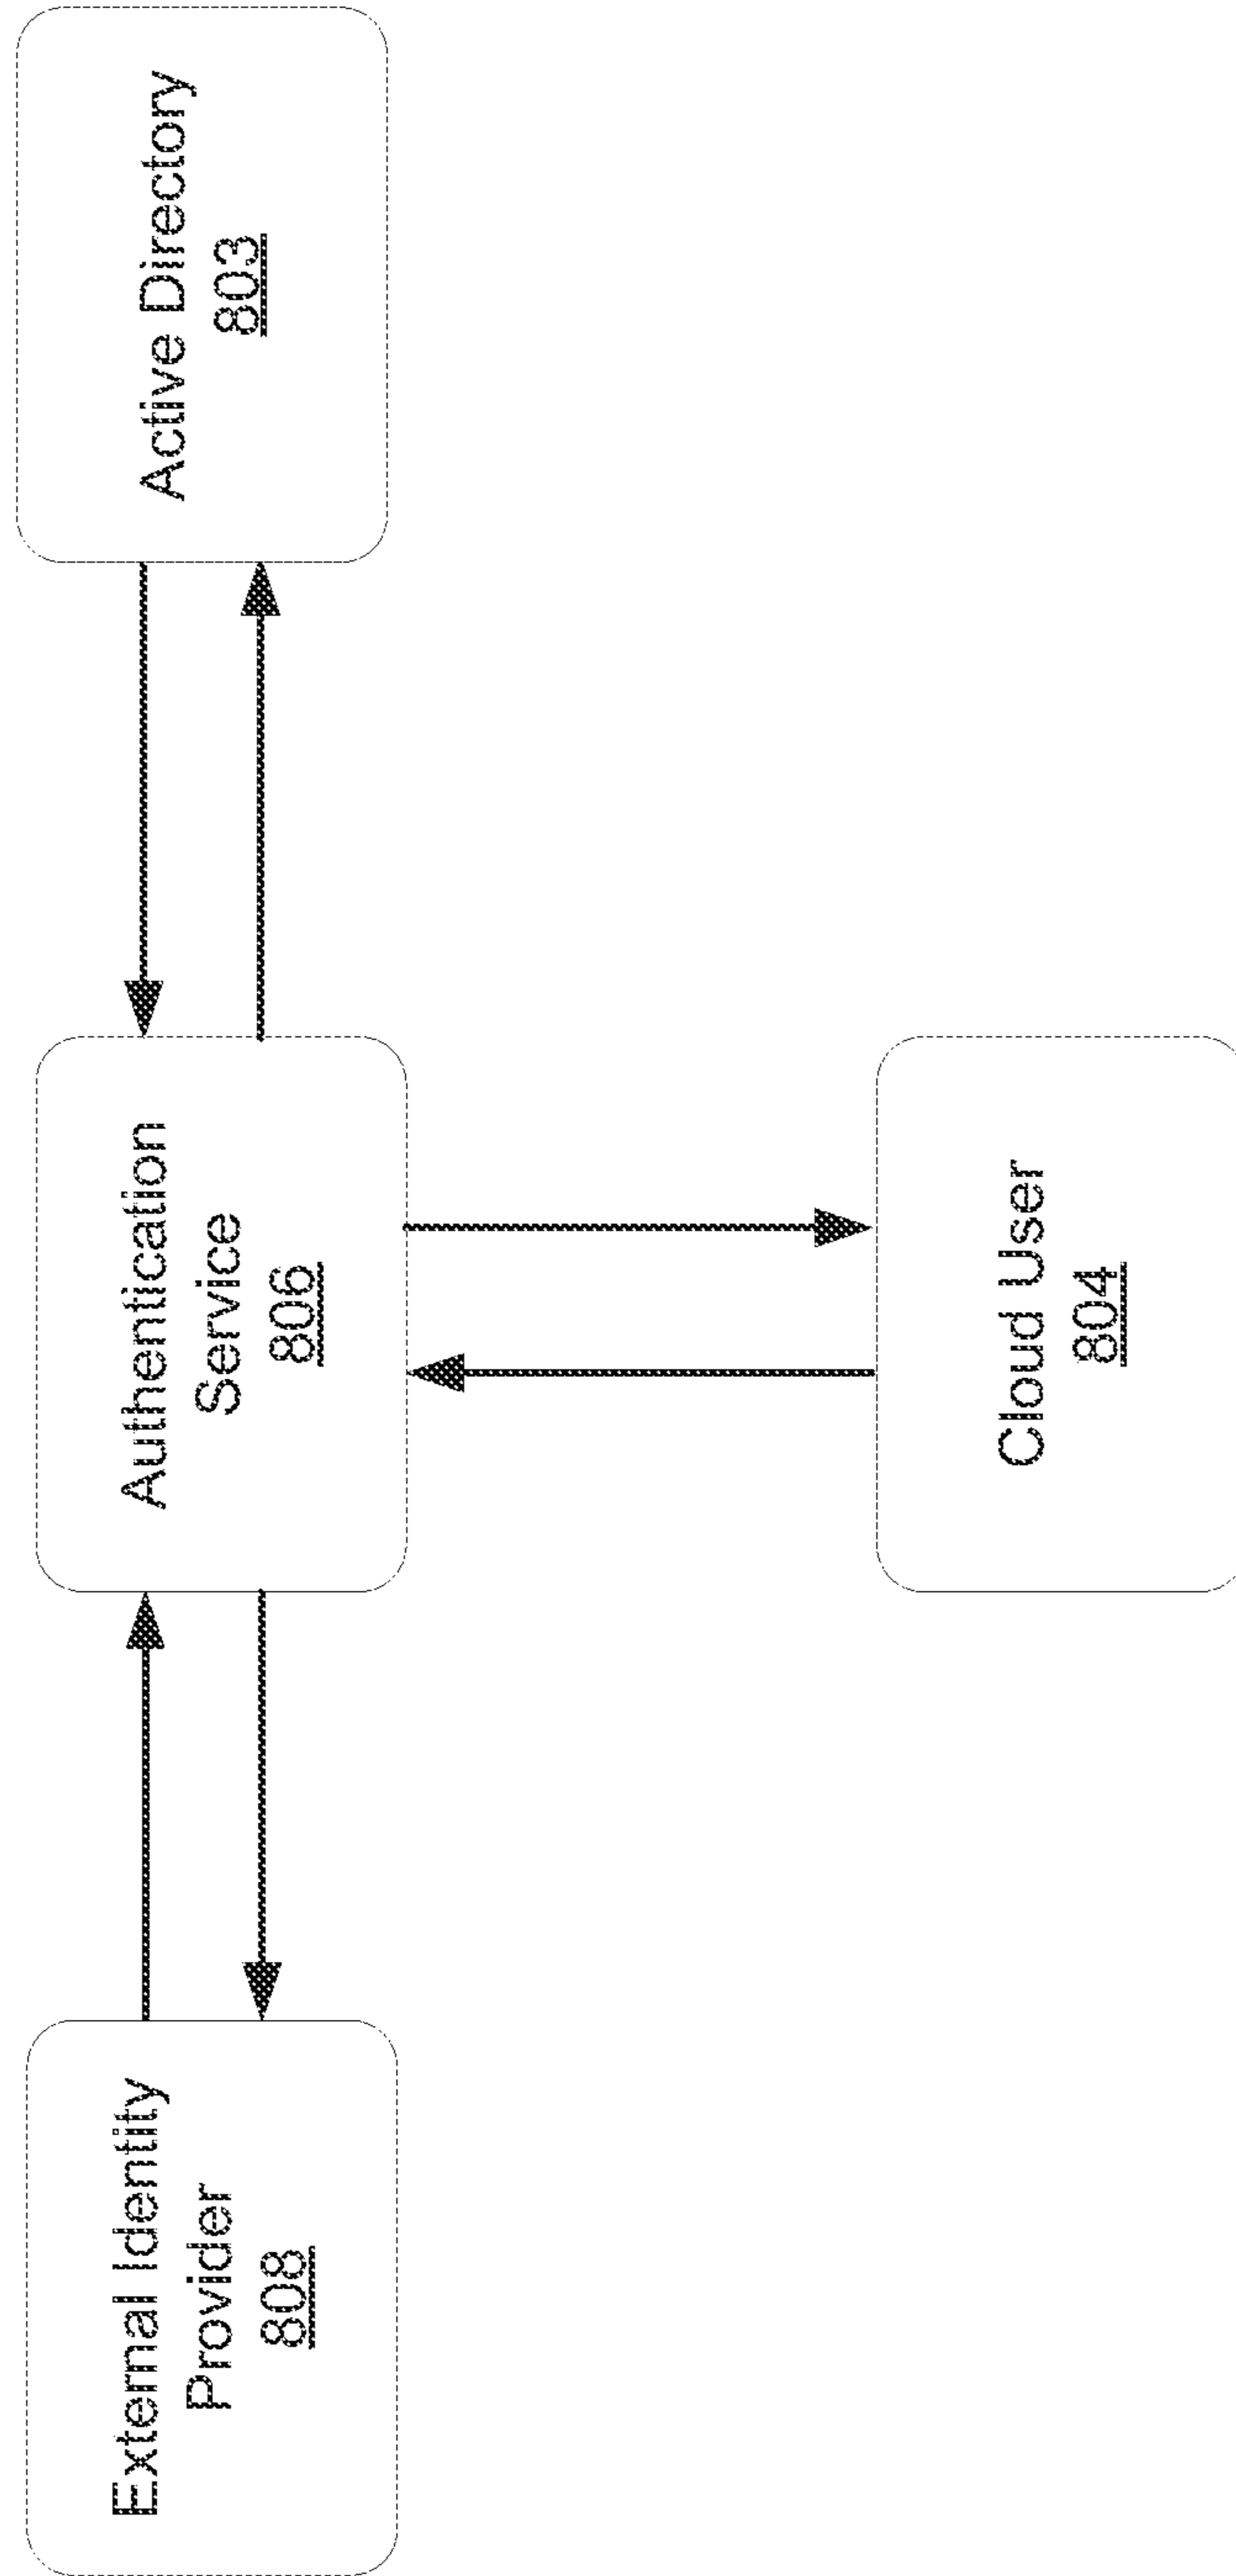 External Identity
Provider
808
Authentication
Service
806
Active Directory
803
Cloud User
804